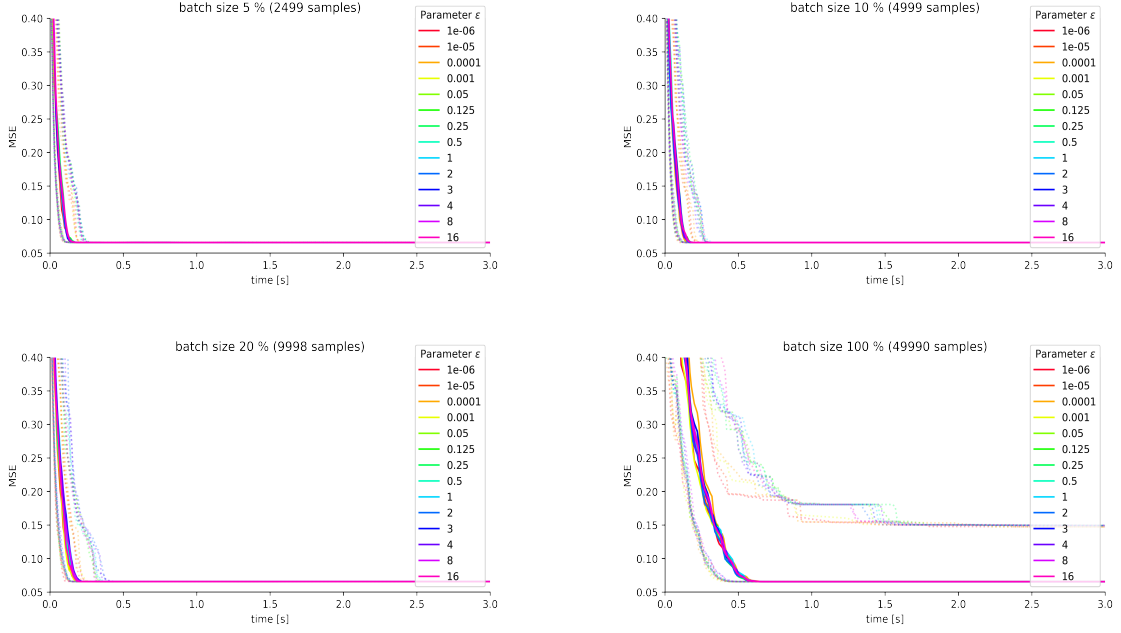 batch size 5 % (2499 samples)
MSE
0.40
0.35
0.30
0.25
0.20
0.15
0.10
0.05
0.0 0.5 1.0 1.5 2.0 2.5 3.0
time [s]
Parameter ε
1e-06
1e-05
0.0001
0.001
0.05
0.125
0.25
0.5
1
2
3
4
8
16
batch size 10 % (4999 samples)
MSE
0.40
0.35
0.30
0.25
0.20
0.15
0.10
0.05
0.0 0.5 1.0 1.5 2.0 2.5 3.0
time [s]
Parameter ε
1e-06
1e-05
0.0001
0.001
0.05
0.125
0.25
0.5
1
2
3
4
8
16
batch size 20 % (9998 samples)
MSE
0.40
0.35
0.30
0.25
0.20
0.15
0.10
0.05
0.0 0.5 1.0 1.5 2.0 2.5 3.0
time [s]
Parameter ε
1e-06
1e-05
0.0001
0.001
0.05
0.125
0.25
0.5
1
2
3
4
8
16
batch size 100 % (49990 samples)
MSE
0.40
0.35
0.30
0.25
0.20
0.15
0.10
0.05
0.0 0.5 1.0 1.5 2.0 2.5 3.0
time [s]
Parameter ε
1e-06
1e-05
0.0001
0.001
0.05
0.125
0.25
0.5
1
2
3
4
8
16